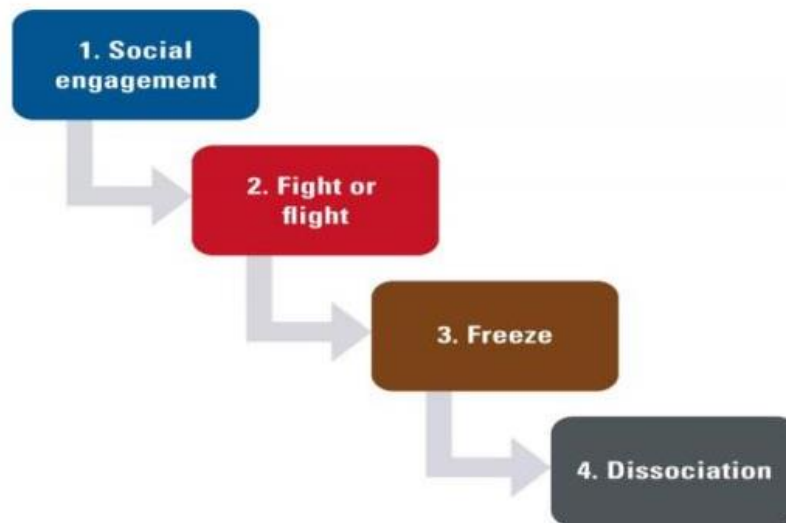 1. Social
engagement
2. Fight or
flight
3. Freeze
4. Dissociation